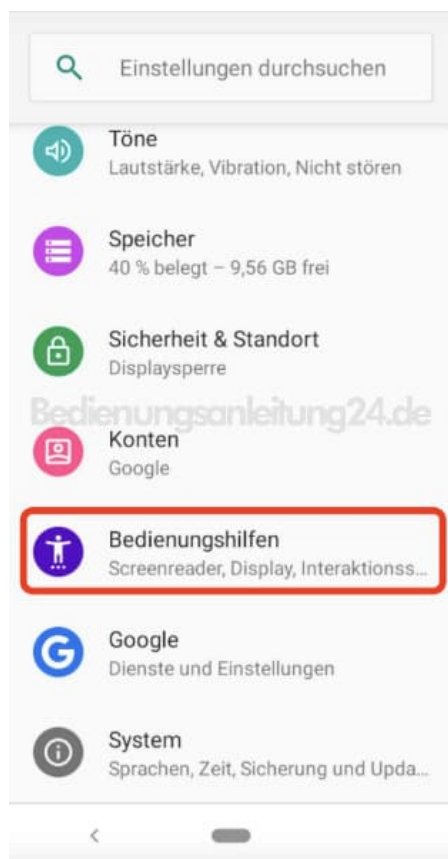 Einstellungen durchsuchen
Töne
Lautstärke, Vibration, Nicht stören
Speicher
40 % belegt – 9,56 GB frei
Sicherheit & Standort
Displaysperre
Bedienungsanleitung24.de
Konten
Google
Bedienungshilfen
Screenreader, Display, Interaktionss...
Google
Dienste und Einstellungen
System
Sprachen, Zeit, Sicherung und Upda...